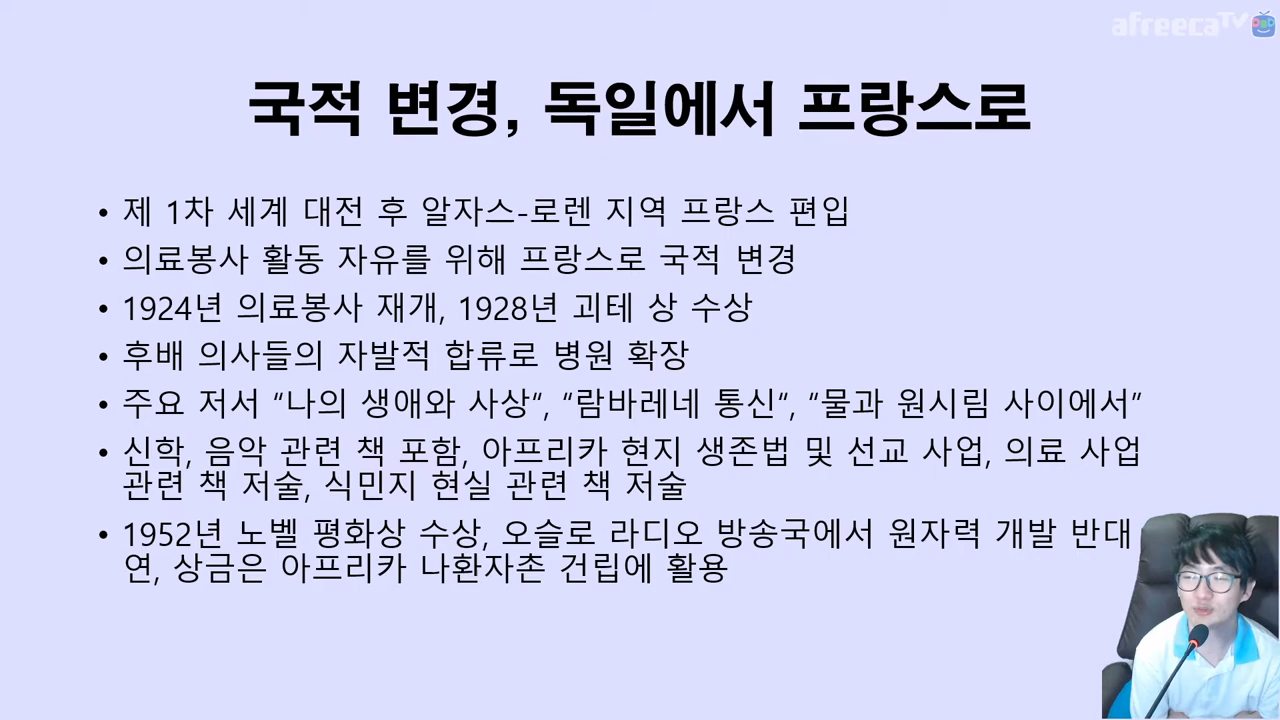 afreecaTV
국적 변경, 독일에서 프랑스로
• 제 1차 세계 대전 후 알자스-로렌 지역 프랑스 편입
• 의료봉사 활동 자유를 위해 프랑스로 국적 변경
• 1924년 의료봉사 재개, 1928년 괴테 상 수상
• 후배 의사들의 자발적 합류로 병원 확장
• 주요 저서 “나의 생애와 사상“, “람바레네 통신“, “물과 원시림 사이에서”
• 신학, 음악 관련 책 포함, 아프리카 현지 생존법 및 선교 사업, 의료 사업
관련 책 저술, 식민지 현실 관련 책 저술
• 1952년 노벨 평화상 수상, 오슬로 라디오 방송국에서 원자력 개발 반대
연, 상금은 아프리카 나환자촌 건립에 활용